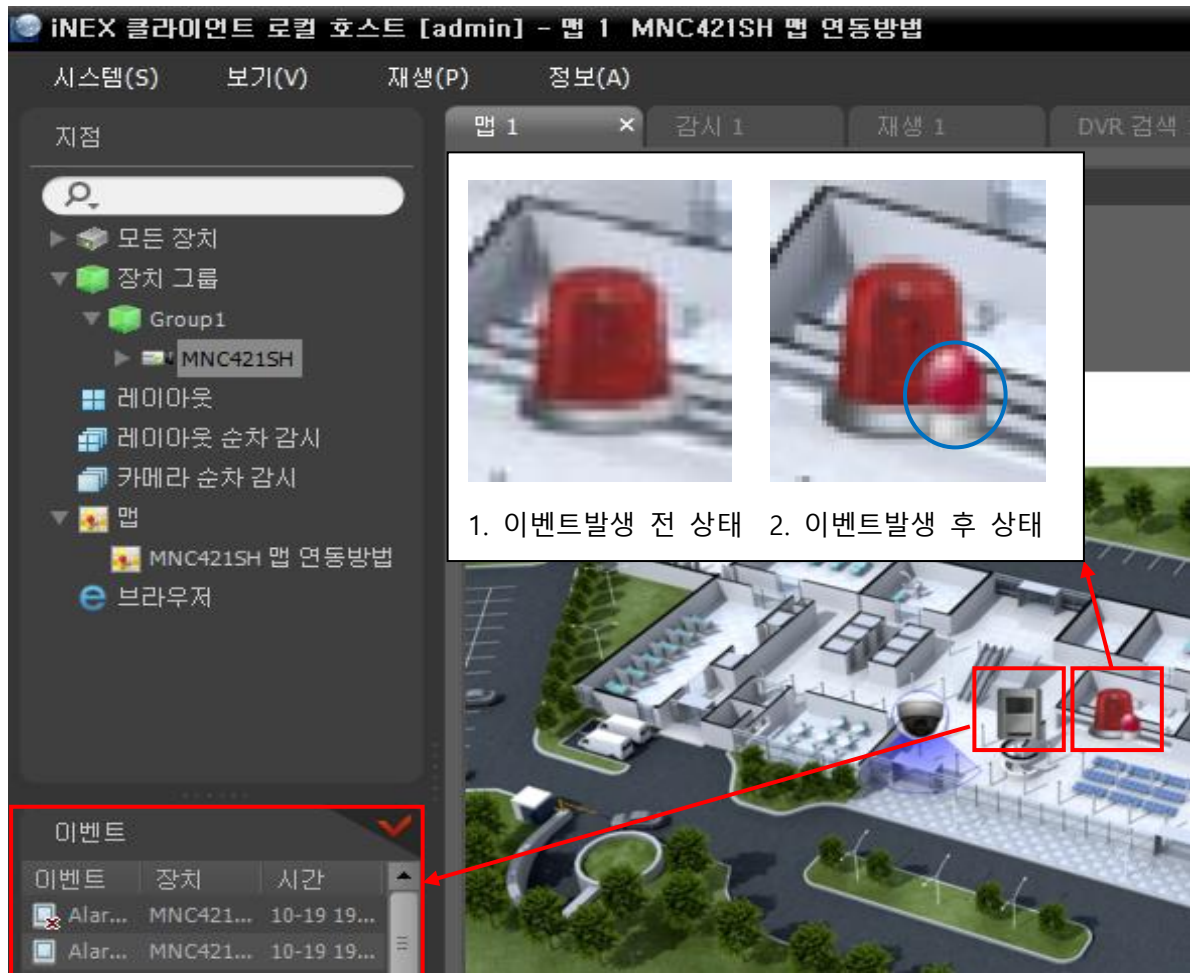 iNEX 클라이언트 로컬 호스트 [admin] - 맵 1 MNC421SH 맵 연동방법
시스템(S) 보기(V) 재생(P) 정보(A)
지점
맵 1 × 감시 1 재생 1 DVR 검색
모든 장치
장치 그룹
Group1
MNC421SH
레이아웃
레이아웃 순차 감시
카메라 순차 감시
맵
MNC421SH 맵 연동방법
브라우저
1. 이벤트발생 전 상태 2. 이벤트발생 후 상태
이벤트
이벤트 장치 시간
Alar... MNC421... 10-19 19...
Alar... MNC421... 10-19 19...